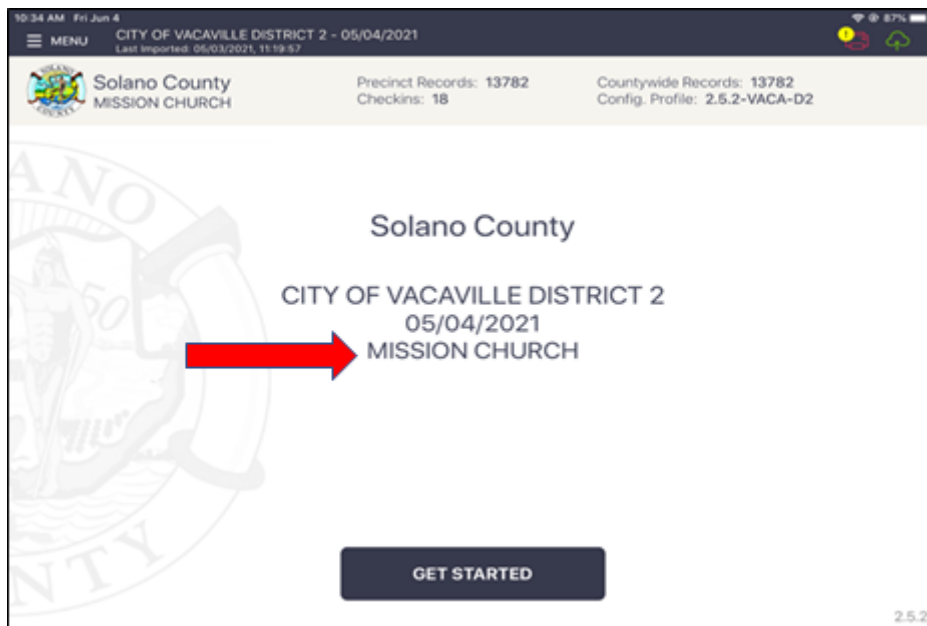 10:34 AM Fri Jun 4
87%
MENU
CITY OF VACAVILLE DISTRICT 2 - 05/04/2021
Last Imported: 05/03/2021, 11:19:57
Solano County
MISSION CHURCH
Precinct Records: 13782
Checkins: 18
Countywide Records: 13782
Config. Profile: 2.5.2-VACA-D2
Solano County
CITY OF VACAVILLE DISTRICT 2
05/04/2021
MISSION CHURCH
GET STARTED
2.5.2